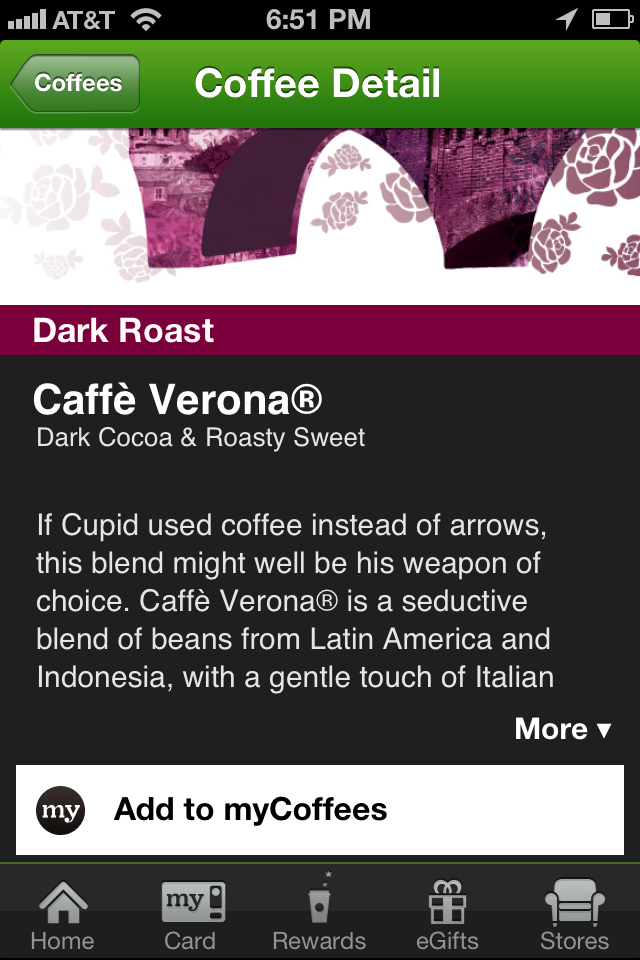 AT&T 6:51 PM
Coffees Coffee Detail
Dark Roast
Caffè Verona®
Dark Cocoa & Roasty Sweet
If Cupid used coffee instead of arrows,
this blend might well be his weapon of
choice. Caffè Verona® is a seductive
blend of beans from Latin America and
Indonesia, with a gentle touch of Italian
More ▾
my Add to myCoffees
my
Home Card Rewards eGifts Stores